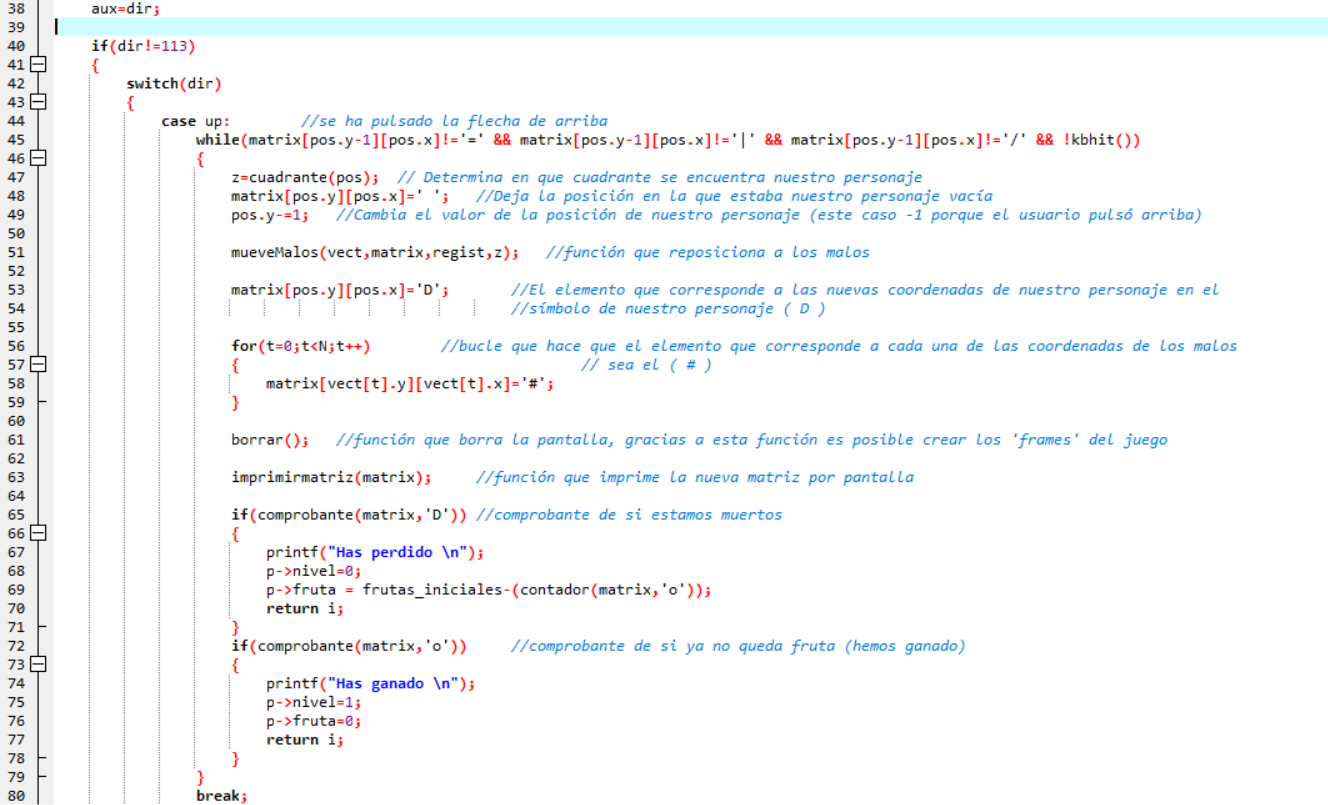 38 aux=dir;
39
40 if(dir!=113)
41 {
42 switch(dir)
43 {
44 case up: //se ha pulsado la flecha de arriba
45 while(matrix[pos.y-1][pos.x]!='=' && matrix[pos.y-1][pos.x]!='|' && matrix[pos.y-1][pos.x]!='/' && !kbhit())
46 {
47 z=cuadrante(pos); // Determina en que cuadrante se encuentra nuestro personaje
48 matrix[pos.y][pos.x]=' '; //Deja la posición en la que estaba nuestro personaje vacía
49 pos.y-=1; //Cambia el valor de la posición de nuestro personaje (este caso -1 porque el usuario pulsó arriba)
50
51 mueveMalos(vect,matrix,regist,z); //función que reposiciona a los malos
52
53 matrix[pos.y][pos.x]='D'; //El elemento que corresponde a las nuevas coordenadas de nuestro personaje en el
54 //símbolo de nuestro personaje ( D )
55
56 for(t=0;t<N;t++) //bucle que hace que el elemento que corresponde a cada una de las coordenadas de los malos
57 { // sea el ( # )
58 matrix[vect[t].y][vect[t].x]='#';
59 }
60
61 borrar(); //función que borra la pantalla, gracias a esta función es posible crear los 'frames' del juego
62
63 imprimirmatriz(matrix); //función que imprime la nueva matriz por pantalla
64
65 if(comprobante(matrix,'D')) //comprobante de si estamos muertos
66 {
67 printf("Has perdido \n");
68 p->nivel=0;
69 p->fruta = frutas_iniciales-(contador(matrix,'o'));
70 return i;
71 }
72 if(comprobante(matrix,'o')) //comprobante de si ya no queda fruta (hemos ganado)
73 {
74 printf("Has ganado \n");
75 p->nivel=1;
76 p->fruta=0;
77 return i;
78 }
79 }
80 break;